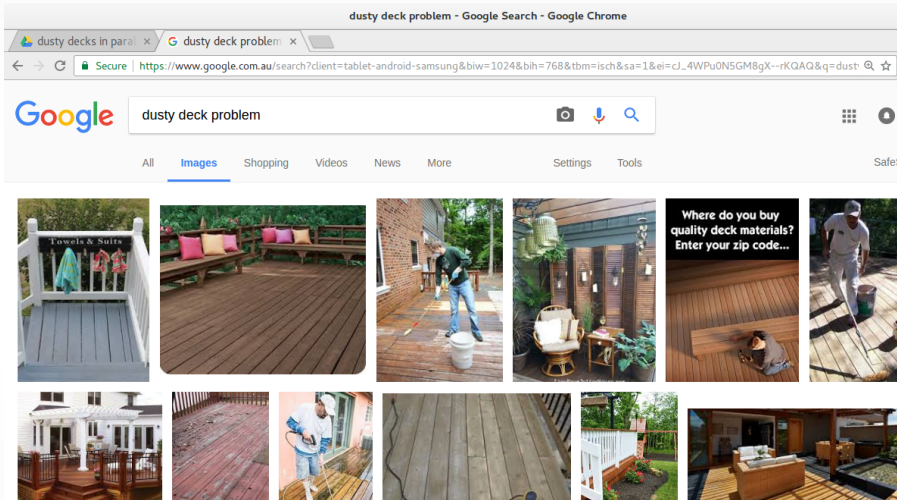 dusty deck problem - Google Search - Google Chrome
dusty decks in paral
dusty deck problem
Secure
https://www.google.com.au/search?client=tablet-android-samsung&biw=1024&bih=768&tbm=isch&sa=1&ei=cJ_4WPu0N5GM8gX--rKQAQ&q=dust
Google
dusty deck problem
All Images Shopping Videos News More Settings Tools
Towels & Suits
Where do you buy
quality deck materials?
Enter your zip code...